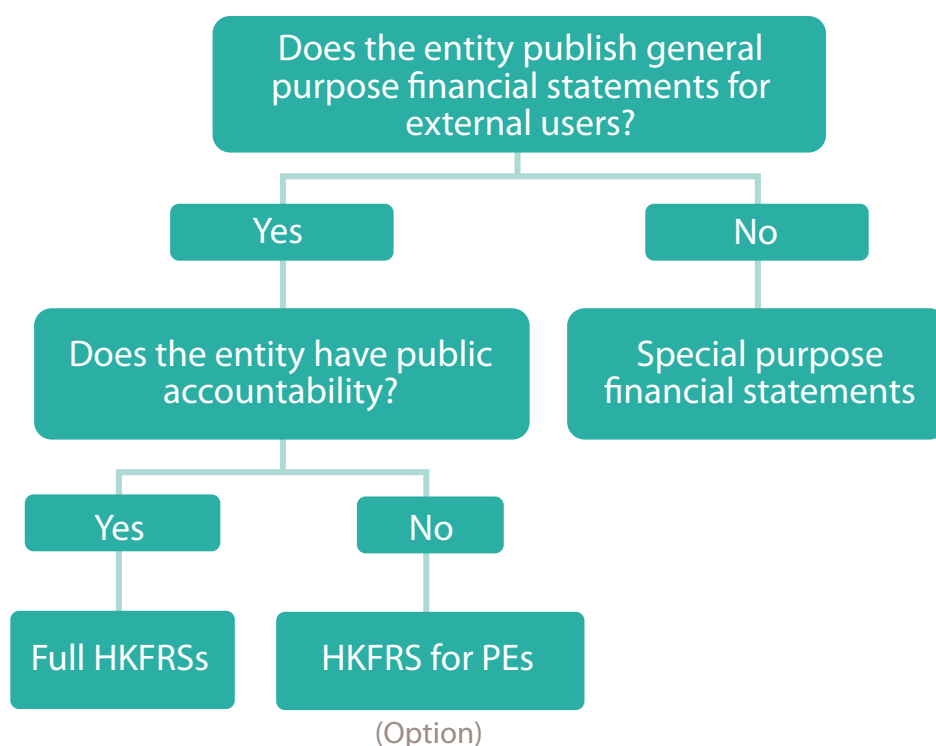 Does the entity publish general
purpose financial statements for
external users?
Yes
No
Does the entity have public
accountability?
Special purpose
financial statements
Yes
No
Full HKFRSs
HKFRS for PEs
(Option)